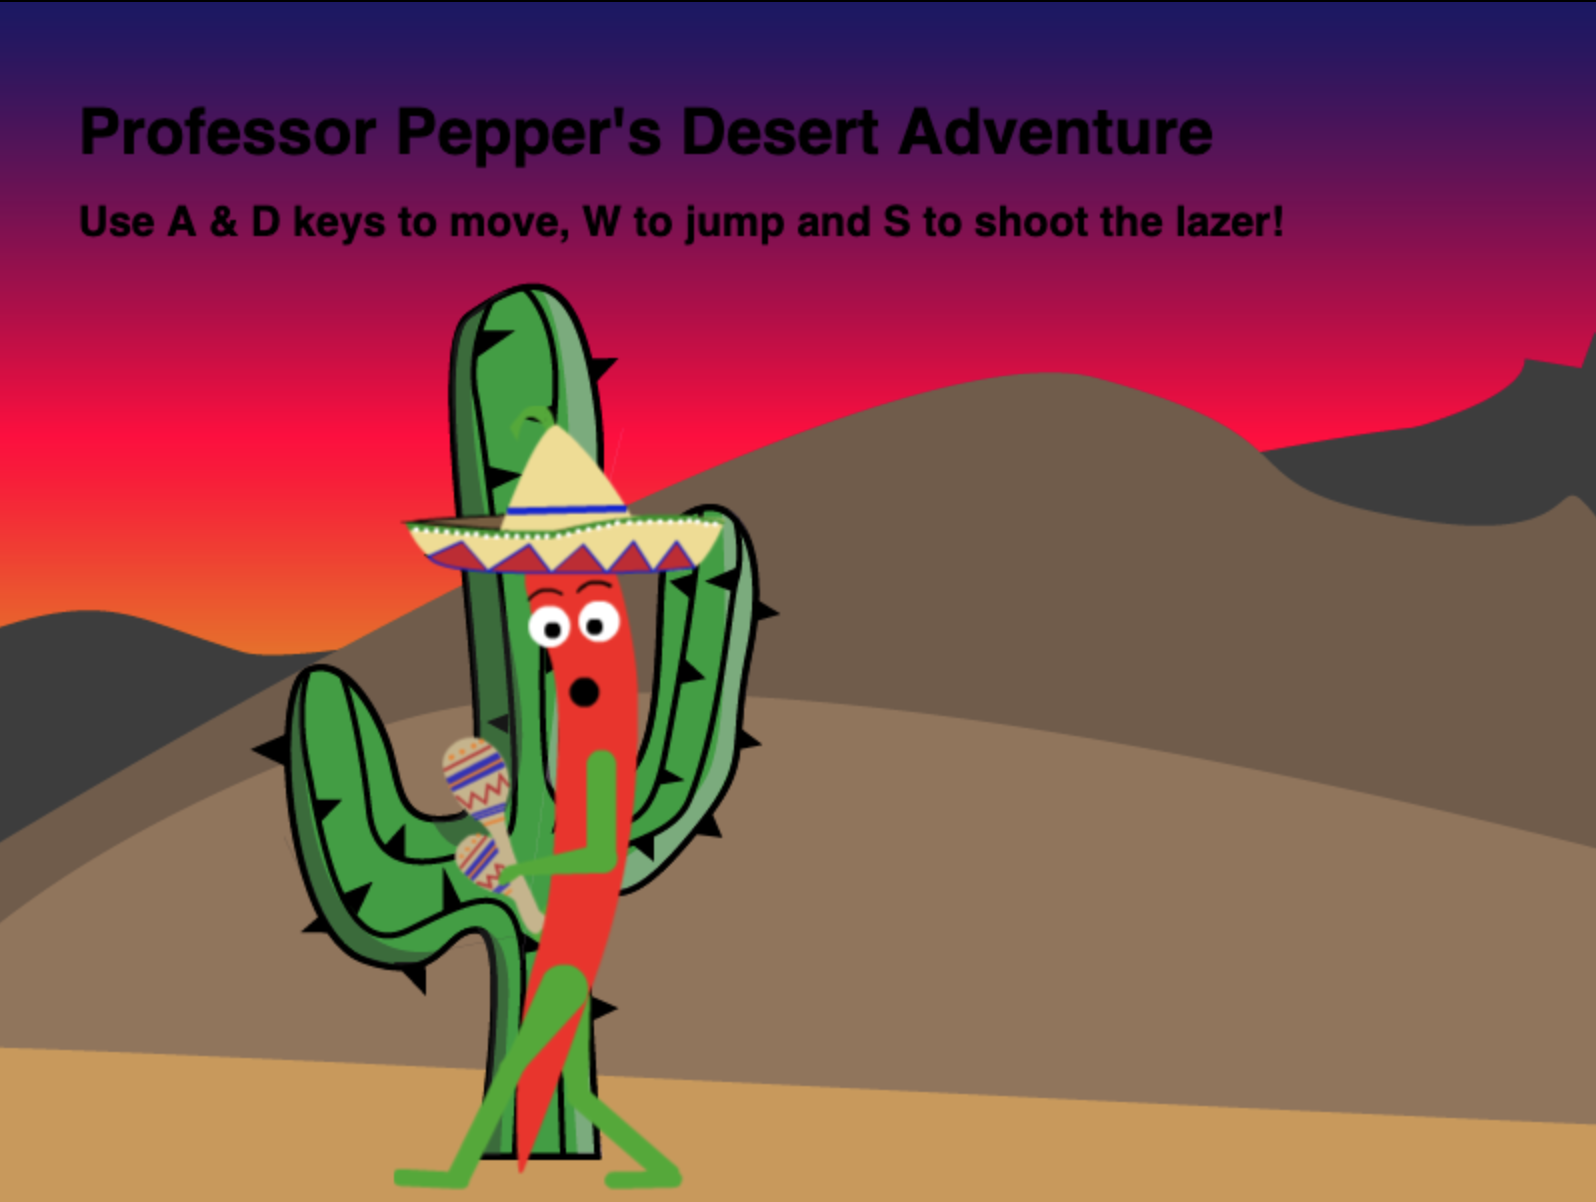 Professor Pepper's Desert Adventure
Use A & D keys to move, W to jump and S to shoot the lazer!